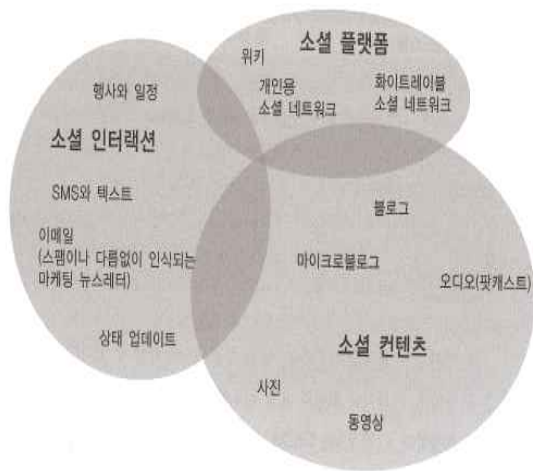 소셜 플랫폼
위키
개인용
소셜 네트워크
화이트레이블
소셜 네트워크
행사와 일정
소셜 인터랙션
SMS와 텍스트
이메일
(스팸이나 다름없이 인식되는
마케팅 뉴스레터)
상태 업데이트
블로그
마이크로블로그
오디오(팟캐스트)
소셜 컨텐츠
사진
동영상